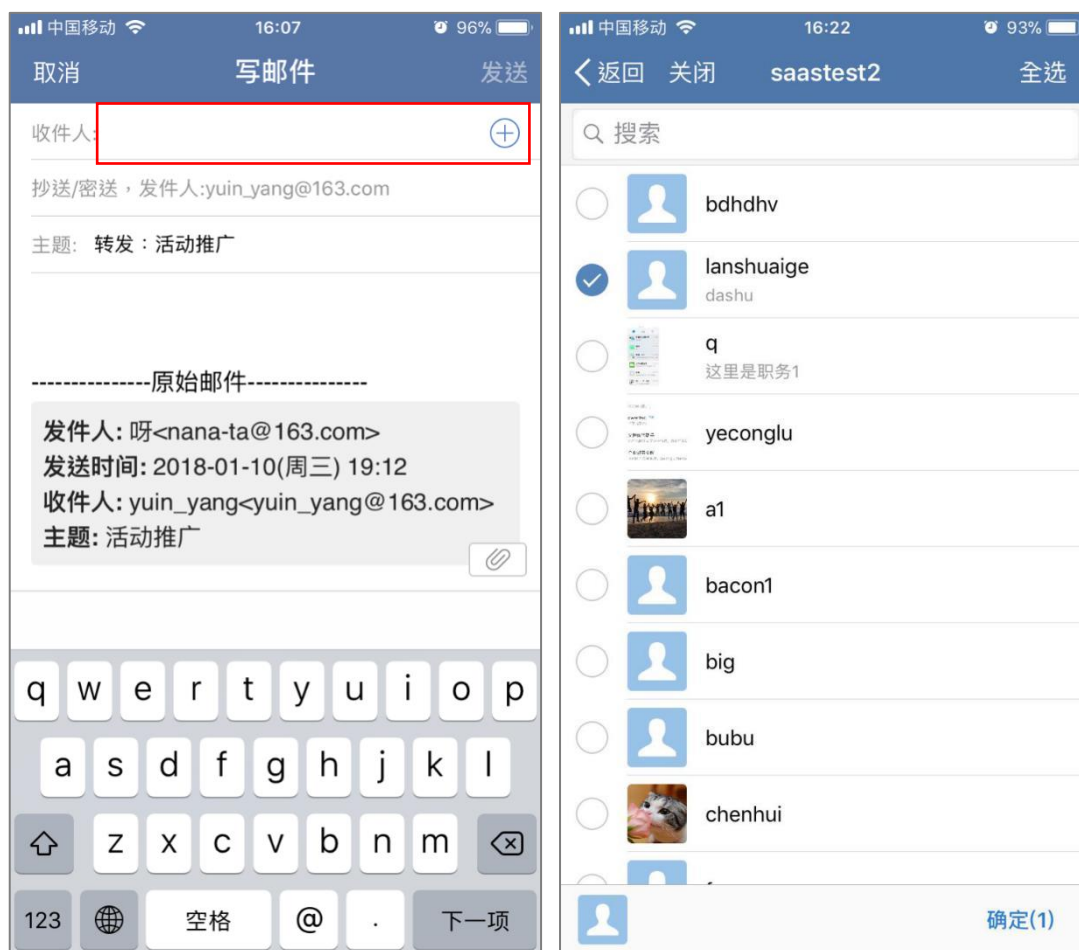 中国移动 16:07 96%
取消 写邮件 发送
收件人:
抄送/密送，发件人:yuin_yang@163.com
主题: 转发：活动推广
---------------原始邮件---------------
发件人: 呀<nana-ta@163.com>
发送时间: 2018-01-10(周三) 19:12
收件人: yuin_yang<yuin_yang@163.com>
主题: 活动推广
q w e r t y u i o p
a s d f g h j k l
z x c v b n m
123 空格 @ . 下一项
中国移动 16:22 93%
返回 关闭 saastest2 全选
搜索
bdhdhv
lanshuaige
dashu
q
这里是职务1
yeconglu
a1
bacon1
big
bubu
chenhui
确定(1)